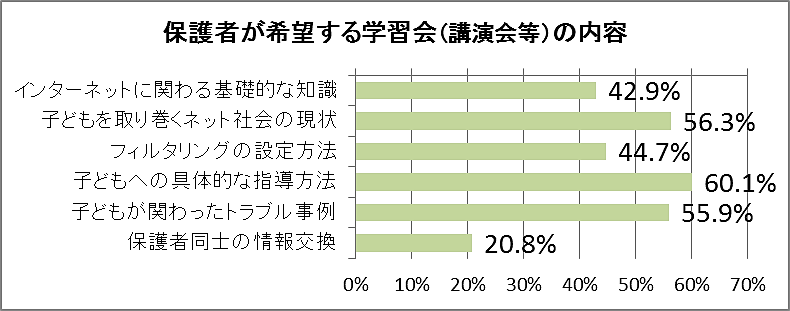 保護者が希望する学習会(講演会等)の内容
インターネットに関わる基礎的な知識 42.9%
子どもを取り巻くネット社会の現状 56.3%
フィルタリングの設定方法 44.7%
子どもへの具体的な指導方法 60.1%
子どもが関わったトラブル事例 55.9%
保護者同士の情報交換 20.8%
0% 10% 20% 30% 40% 50% 60% 70%